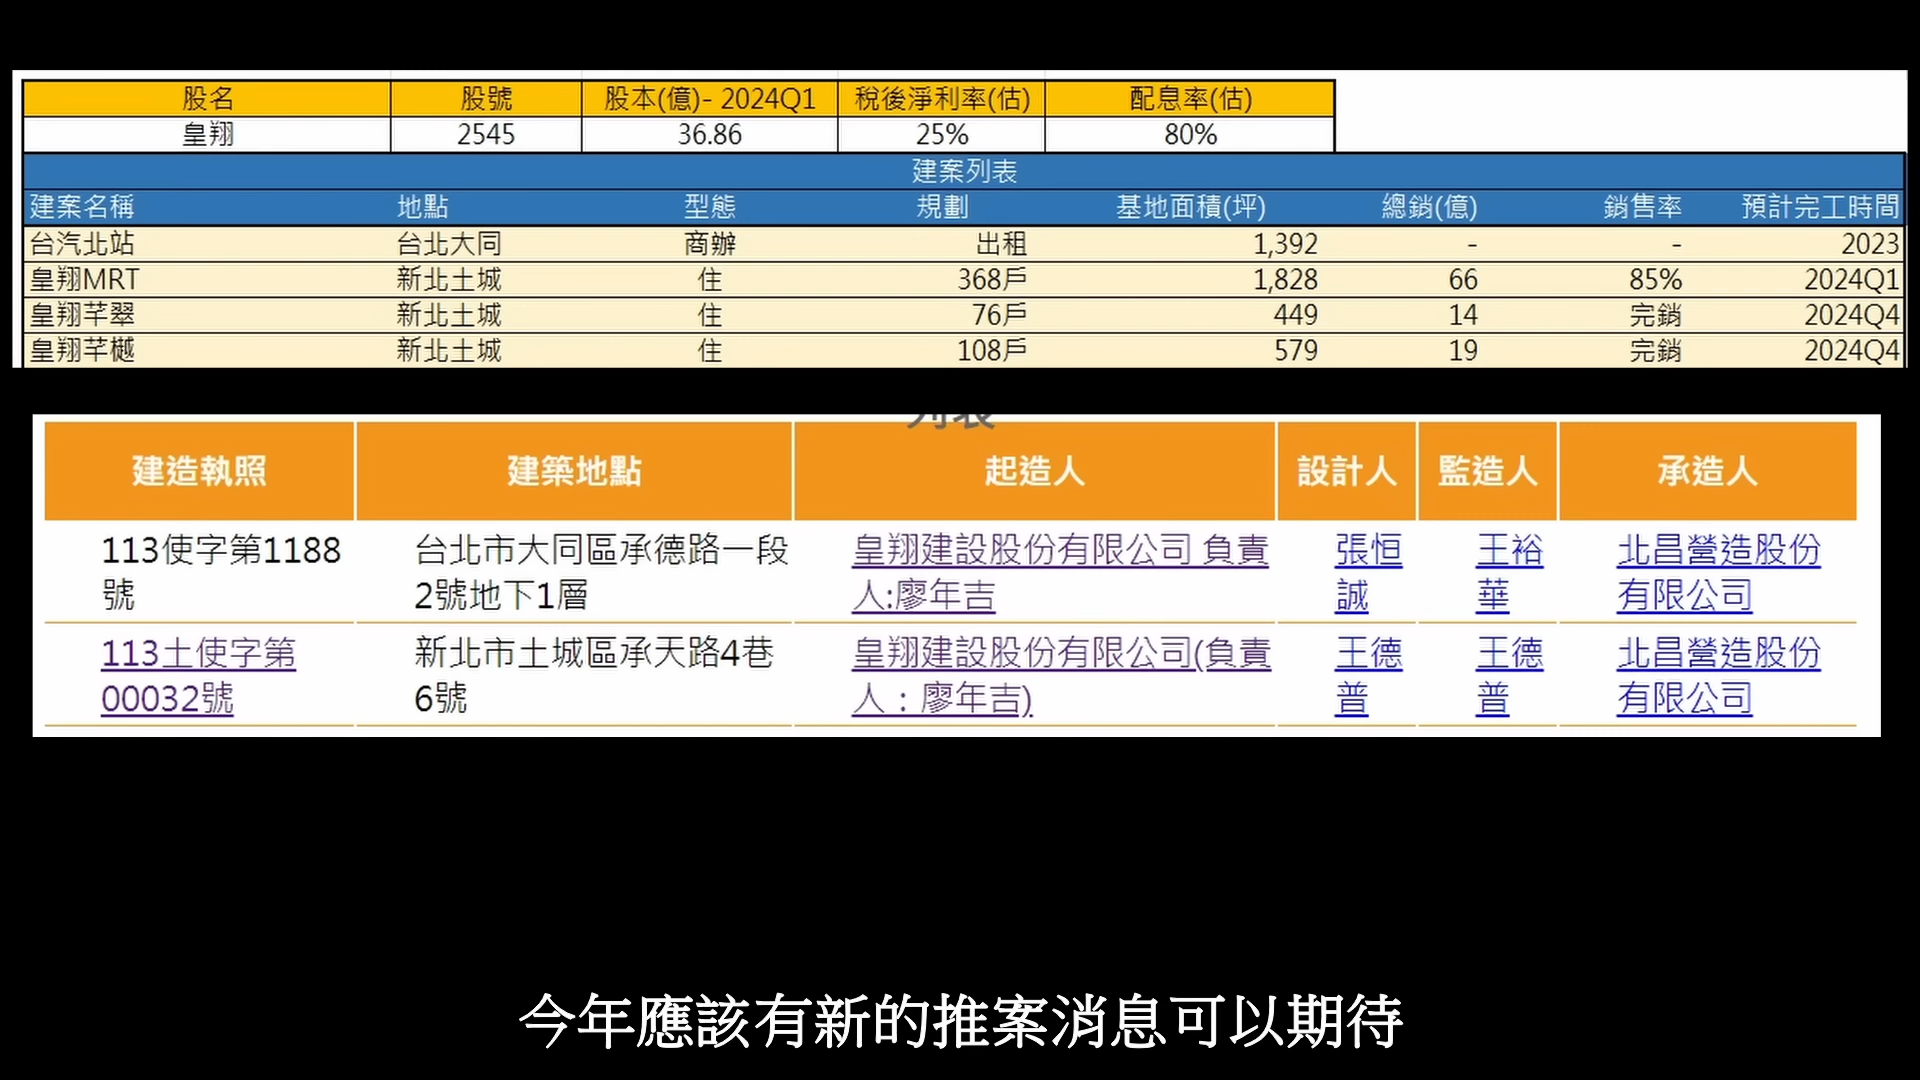 股名 股號 股本(億)- 2024Q1 稅後淨利率(估) 配息率(估)
皇翔 2545 36.86 25% 80%
建案列表
建案名稱 地點 型態 規劃 基地面積(坪) 總銷(億) 銷售率 預計完工時間
台汽北站 台北大同 商辦 出租 1,392 - - 2023
皇翔MRT 新北土城 住 368戶 1,828 66 85% 2024Q1
皇翔芊翠 新北土城 住 76戶 449 14 完銷 2024Q4
皇翔芊樾 新北土城 住 108戶 579 19 完銷 2024Q4
列表
建造執照 建築地點 起造人 設計人 監造人 承造人
113使字第1188 台北市大同區承德路一段 皇翔建設股份有限公司 負責 張恒 王裕 北昌營造股份
號 2號地下1層 人:廖年吉 誠 華 有限公司
113土使字第 新北市土城區承天路4巷 皇翔建設股份有限公司(負責 王德 王德 北昌營造股份
00032號 6號 人：廖年吉) 普 普 有限公司
今年應該有新的推案消息可以期待